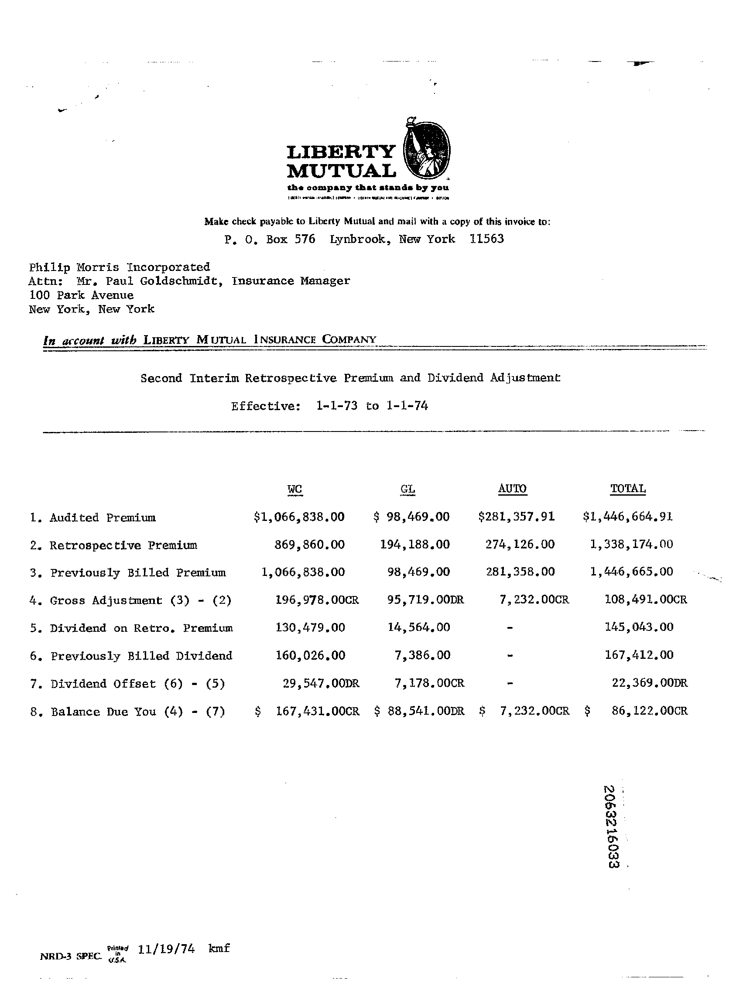 LIBERTY
MUTUAL
the company that stands by you
Make check payable to Liberty Mutual and mail with a copy of this invoice to:
P. O. Box 576 Lynbrook, New York 11563
Philip Morris Incorporated
Attn: Mr. Paul Goldschmidt, Insurance Manager
100 Park Avenue
New York, New York
In account with LIBERTY MUTUAL INSURANCE COMPANY
Second Interim Retrospective Premium and Dividend Adjustment
Effective: 1-1-73 to 1-1-74
WC GL AUTO TOTAL
1. Audited Premium $1,066,838.00 $ 98,469.00 $281,357.91 $1,446,664.91
2. Retrospective Premium 869,860.00 194,188.00 274,126.00 1,338,174.00
3. Previously Billed Premium 1,066,838.00 98,469.00 281,358.00 1,446,665.00
4. Gross Adjustment (3) - (2) 196,978.00CR 95,719.00DR 7,232.00CR 108,491.00CR
5. Dividend on Retro. Premium 130,479.00 14,564.00 - 145,043.00
6. Previously Billed Dividend 160,026.00 7,386.00 - 167,412.00
7. Dividend Offset (6) - (5) 29,547.00DR 7,178.00CR - 22,369.00DR
8. Balance Due You (4) - (7) $ 167,431.00CR $ 88,541.00DR $ 7,232.00CR $ 86,122.00CR
2063216033
NRD-3 SPEC. Printed in U.S.A. 11/19/74 kmf